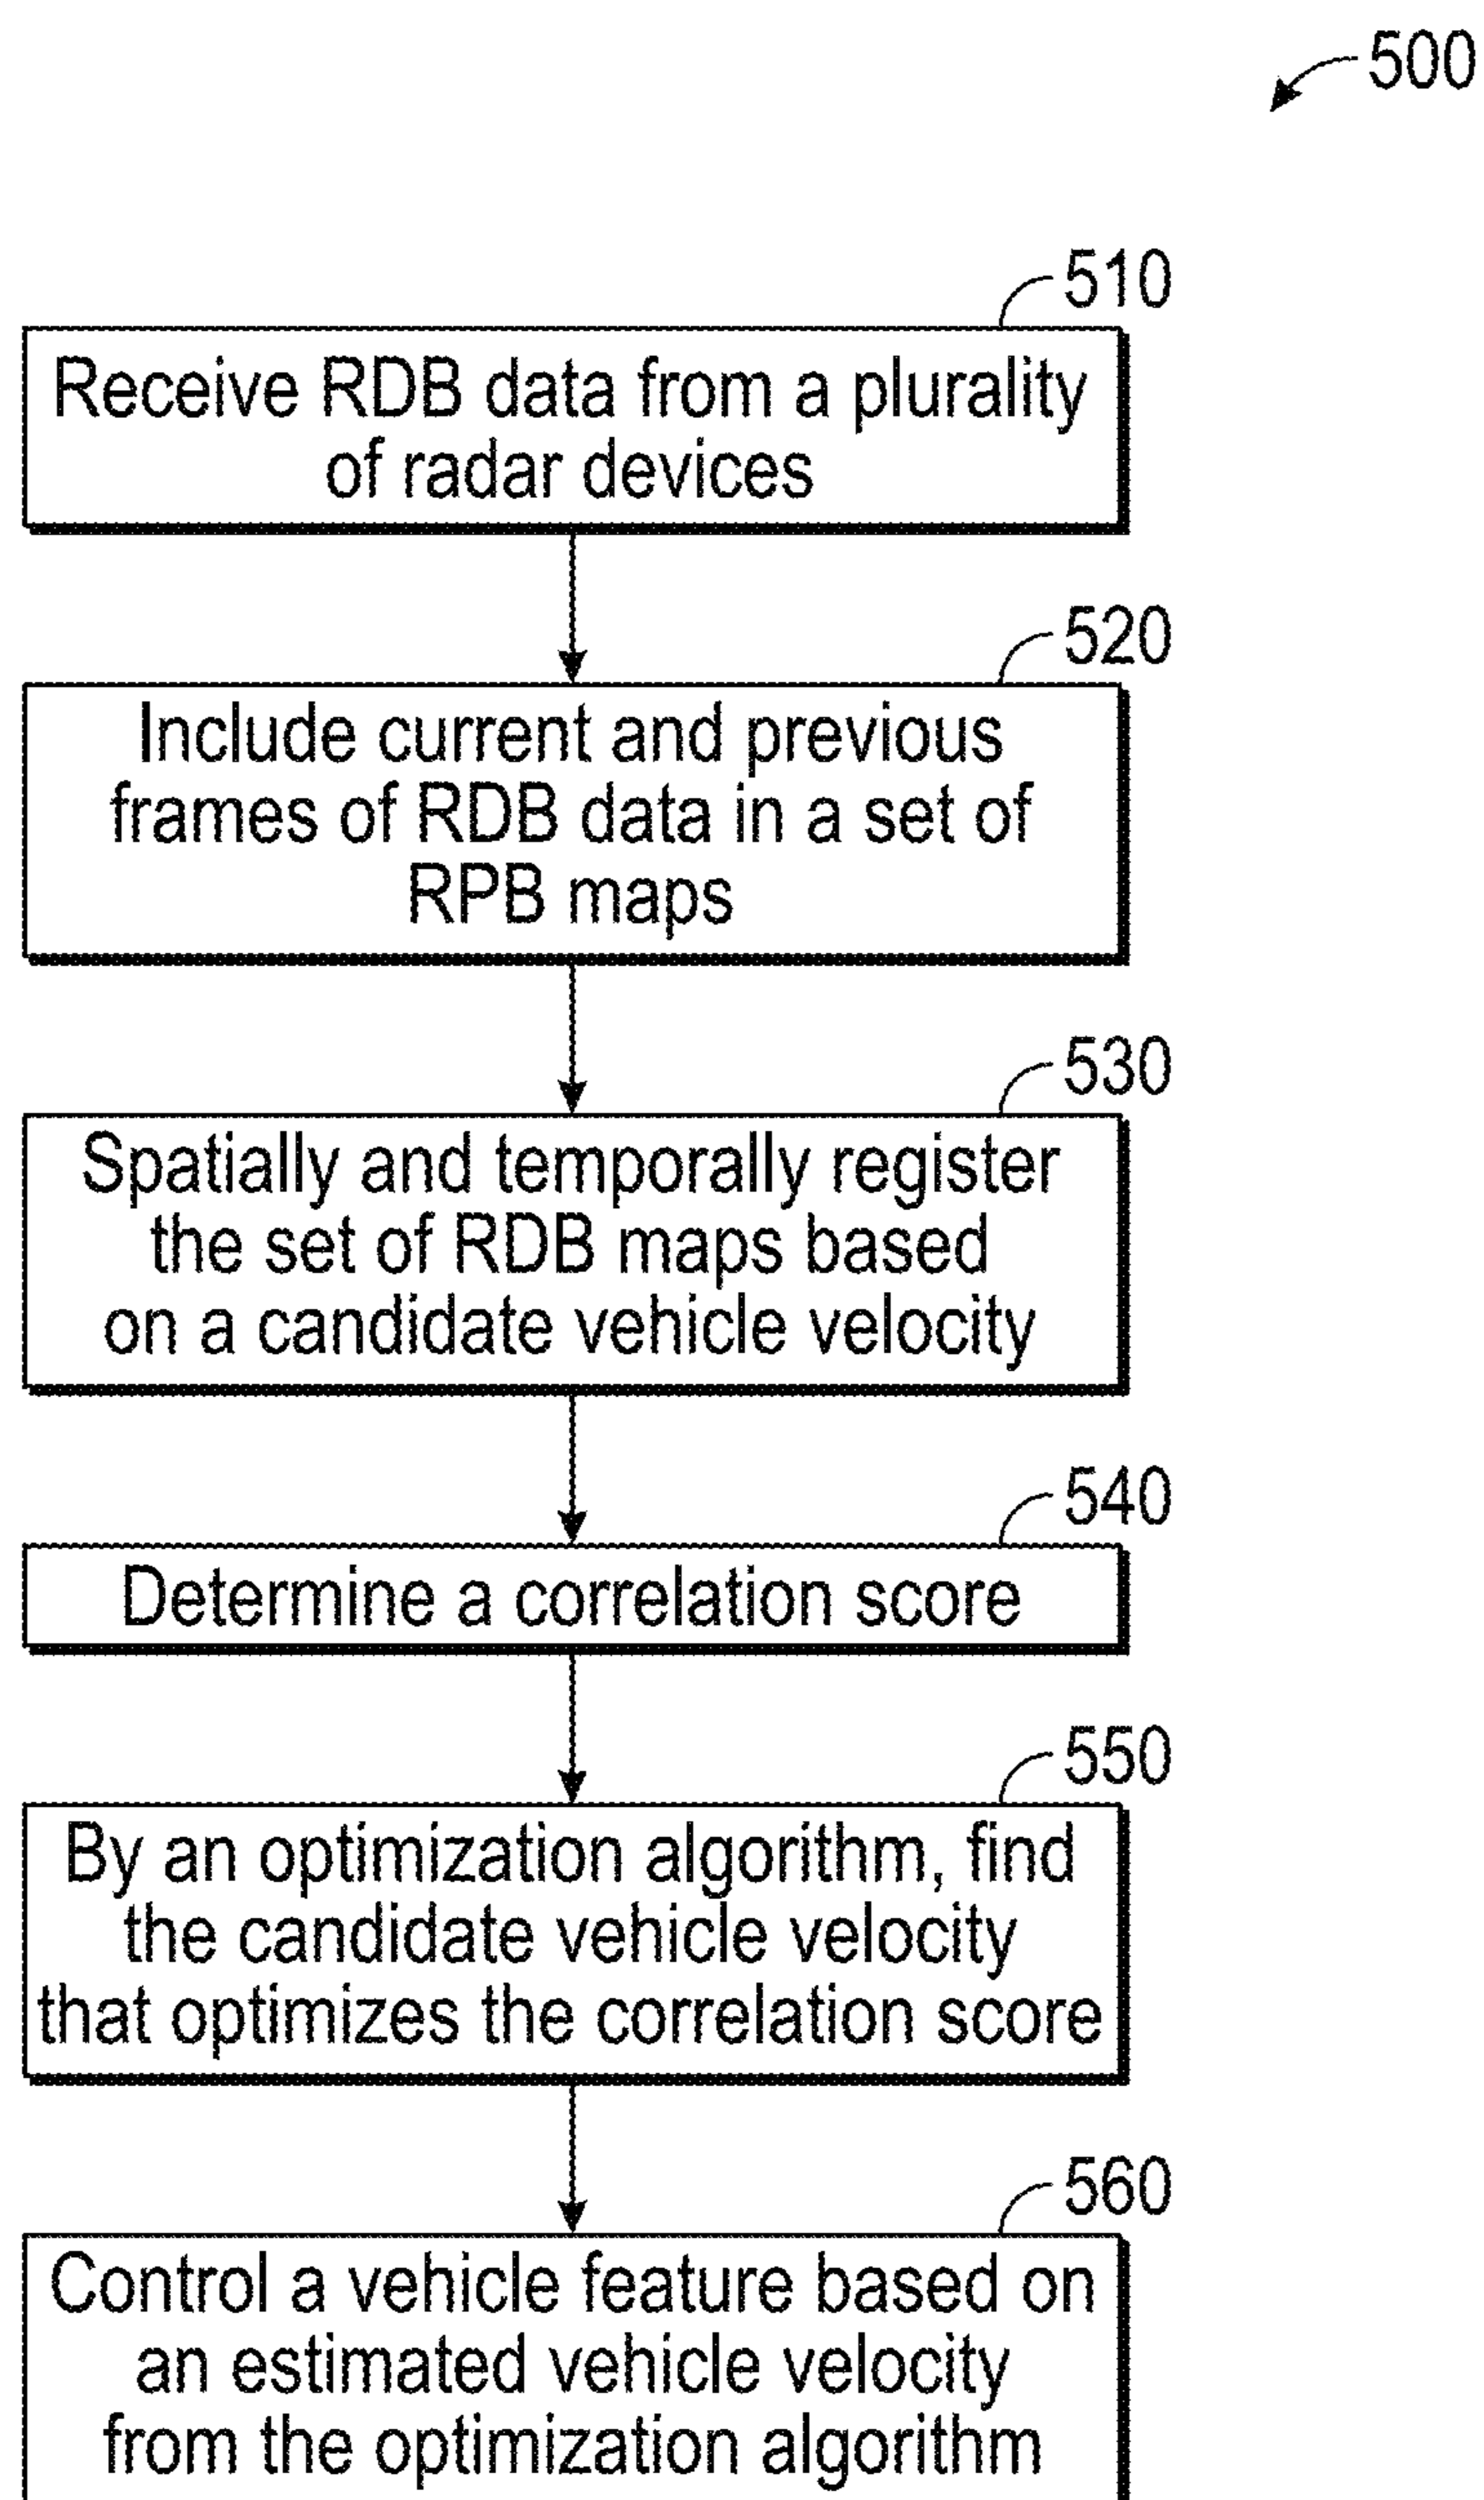 500
510
Receive RDB data from a plurality
of radar devices
520
Include current and previous
frames of RDB data in a set of
RPB maps
530
Spatially and temporally register
the set of RDB maps based
on a candidate vehicle velocity
540
Determine a correlation score
550
By an optimization algorithm, find
the candidate vehicle velocity
that optimizes the correlation score
560
Control a vehicle feature based on
an estimated vehicle velocity
from the optimization algorithm